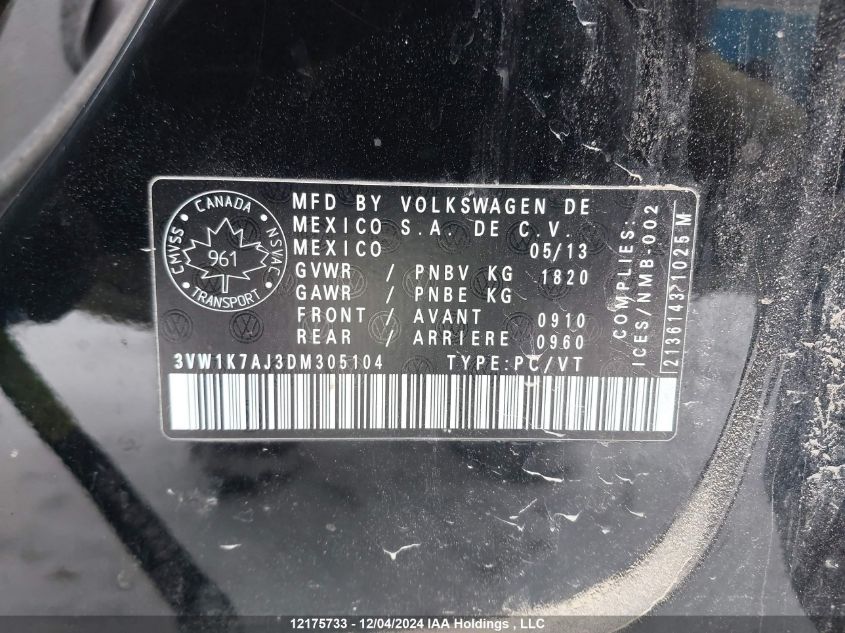 CANADA
CMVSS
NSVAC
961
TRANSPORT
MFD BY VOLKSWAGEN DE
MEXICO S.A. DE C.V.
MEXICO 05/13
GVWR / PNBV KG 1820
GAWR / PNBE KG
FRONT/ AVANT 0910
REAR / ARRIERE 0960
3VW1K7AJ3DM305104 TYPE:PC/VT
COMPLIES:
ICES/NMB-002
2136143?1025 M
12175733 - 12/04/2024 IAA Holdings, LLC